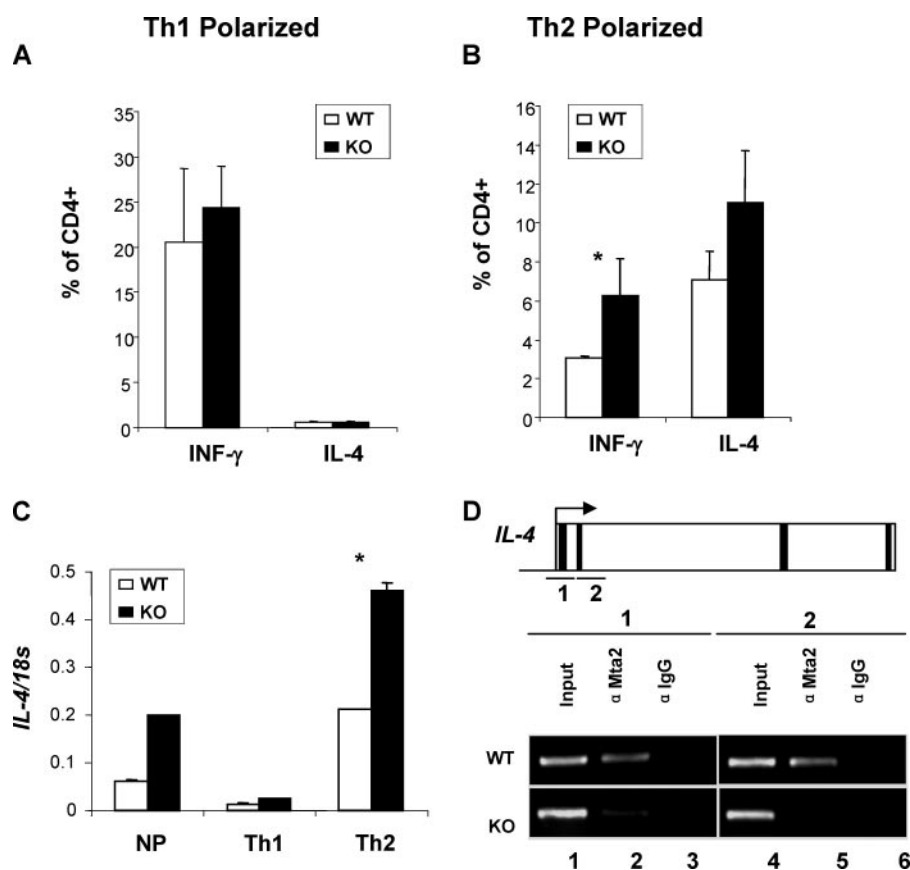 Th1 Polarized
Th2 Polarized
A
B
WT
KO
35
30
25
20
15
10
5
0
% of CD4+
INF-γ
IL-4
WT
KO
16
14
12
10
8
6
4
2
0
% of CD4+
*
INF-γ
IL-4
C
D
WT
KO
0.5
0.4
0.3
0.2
0.1
0
IL-4/18s
*
NP
Th1
Th2
IL-4
1
2
1
2
Input
α Mta2
α IgG
Input
α Mta2
α IgG
WT
KO
1
2
3
4
5
6